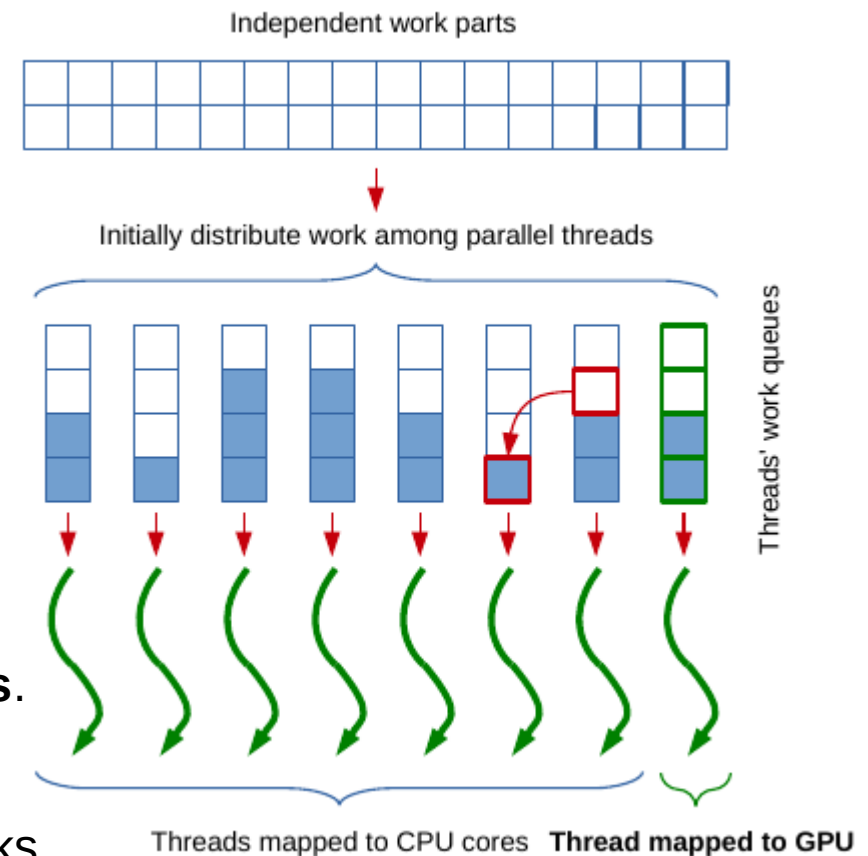 Independent work parts
Initially distribute work among parallel threads
Threads' work queues
s.
ks
Threads mapped to CPU cores
Thread mapped to GPU